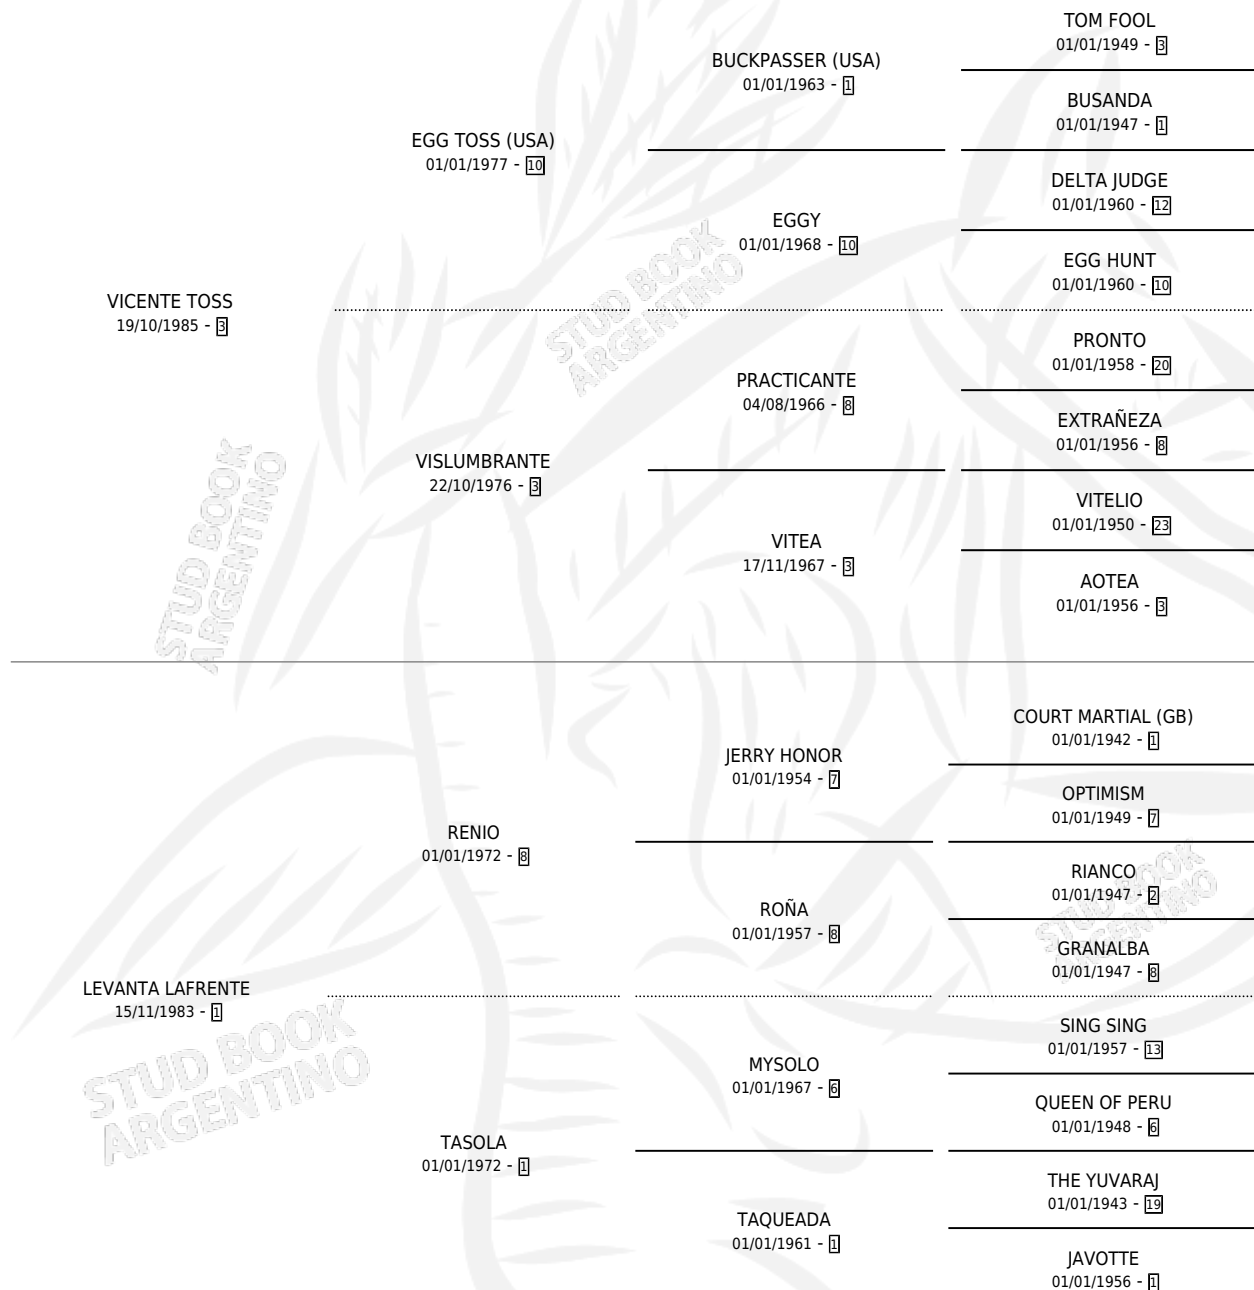 TOM FOOL
01/01/1949 - 3
BUCKPASSER (USA)
01/01/1963 - 1
BUSANDA
01/01/1947 - 1
EGG TOSS (USA)
01/01/1977 - 10
DELTA JUDGE
01/01/1960 - 12
EGGY
01/01/1968 - 10
EGG HUNT
01/01/1960 - 10
VICENTE TOSS
19/10/1985 - 3
STUD BOOK
ARGENTINO
PRONTO
01/01/1958 - 20
PRACTICANTE
04/08/1966 - 8
EXTRAÑEZA
01/01/1956 - 8
VISLUMBRANTE
22/10/1976 - 3
VITELIO
01/01/1950 - 23
VITEA
17/11/1967 - 3
AOTEA
01/01/1956 - 3
STUD BOOK
ARGENTINO
COURT MARTIAL (GB)
01/01/1942 - 1
JERRY HONOR
01/01/1954 - 7
OPTIMISM
01/01/1949 - 7
RENIO
01/01/1972 - 8
RIANCO
01/01/1947 - 2
ROÑA
01/01/1957 - 8
STUD BOOK
ARGENTINO
GRANALBA
01/01/1947 - 8
LEVANTA LAFRENTE
15/11/1983 - 1
STUD BOOK
ARGENTINO
SING SING
01/01/1957 - 13
MYSOLO
01/01/1967 - 6
QUEEN OF PERU
01/01/1948 - 6
TASOLA
01/01/1972 - 1
THE YUVARAJ
01/01/1943 - 19
TAQUEADA
01/01/1961 - 1
JAVOTTE
01/01/1956 - 1